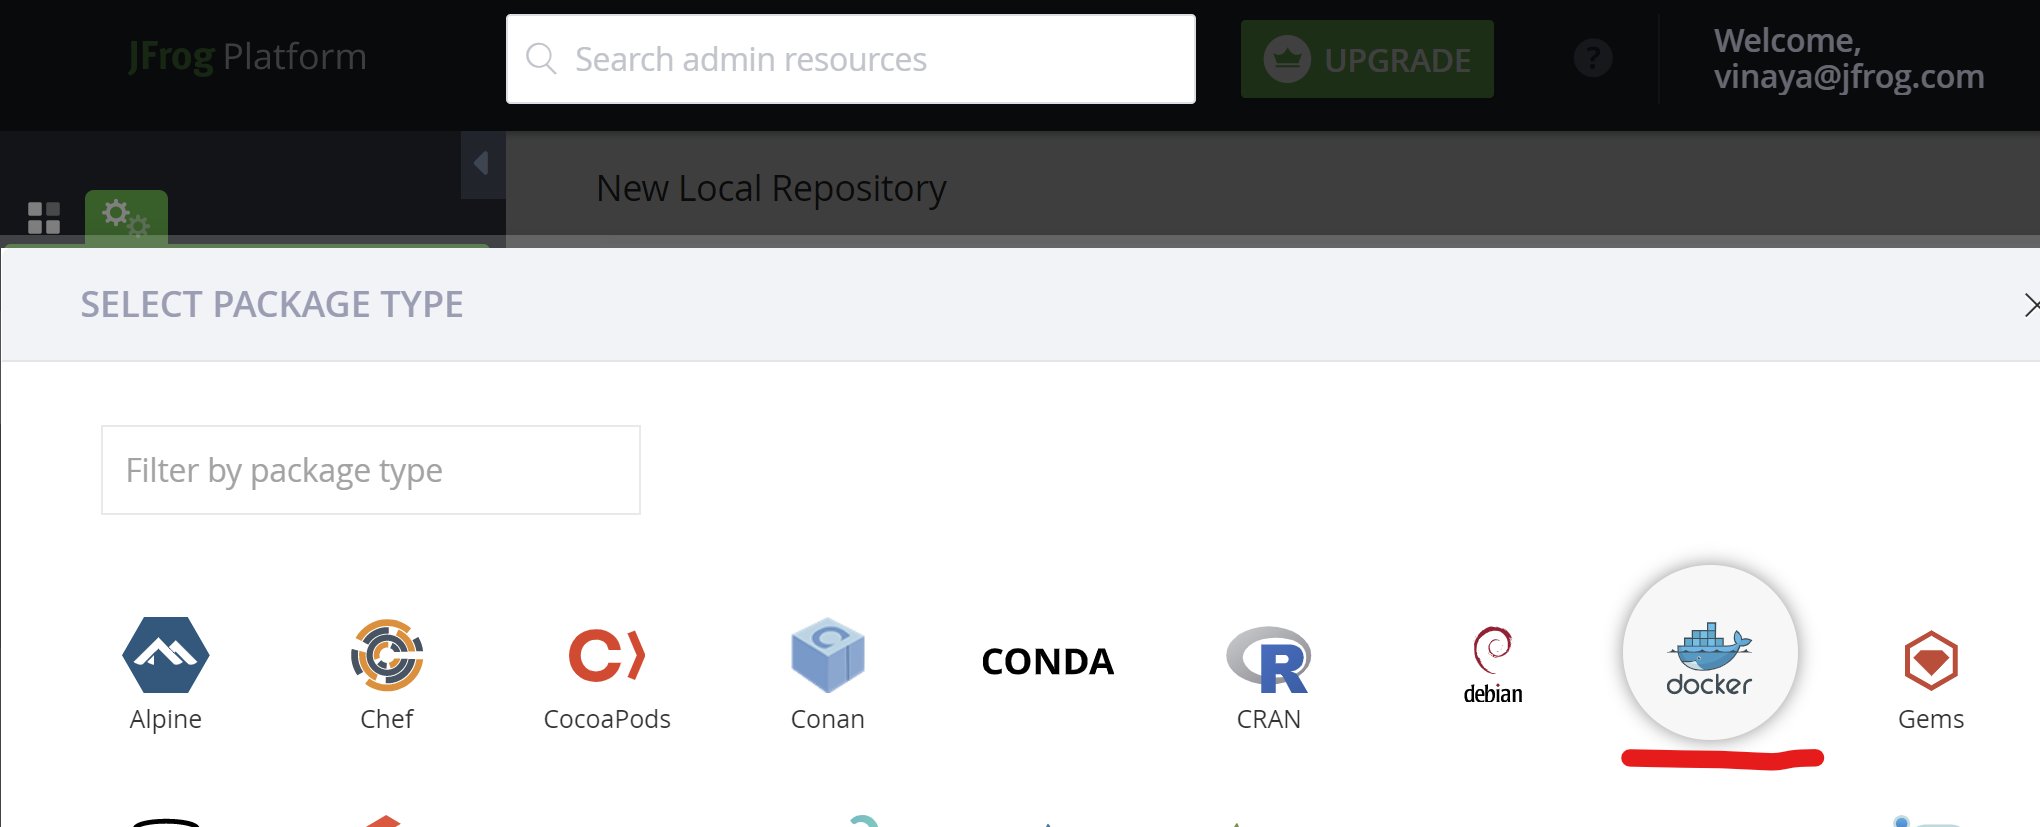 JFrog Platform
Search admin resources
UPGRADE
?
Welcome,
vinaya@jfrog.com
New Local Repository
SELECT PACKAGE TYPE
Filter by package type
CONDA
debian
docker
Alpine
Chef
CocoaPods
Conan
CRAN
Gems